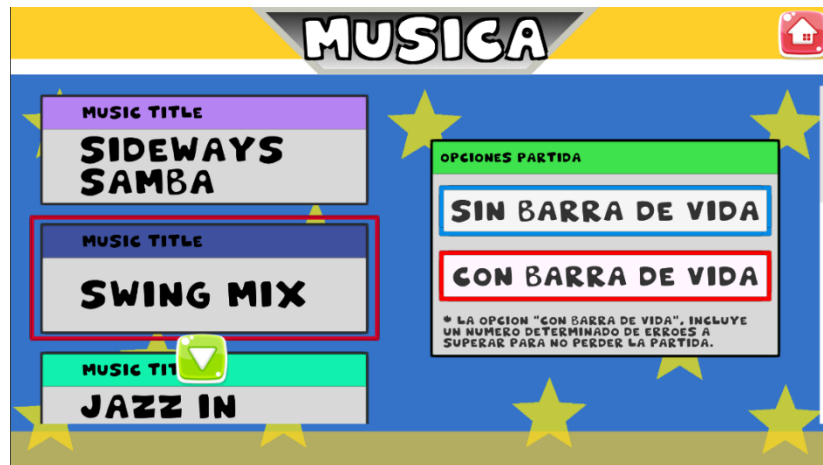 MUSICA
MUSIC TITLE
SIDEWAYS
SAMBA
MUSIC TITLE
SWING MIX
MUSIC TIT
JAZZ IN
OPCIONES PARTIDA
SIN BARRA DE VIDA
CON BARRA DE VIDA
* LA OPCION "CON BARRA DE VIDA", INCLUYE
UN NUMERO DETERMINADO DE ERROES A
SUPERAR PARA NO PERDER LA PARTIDA.